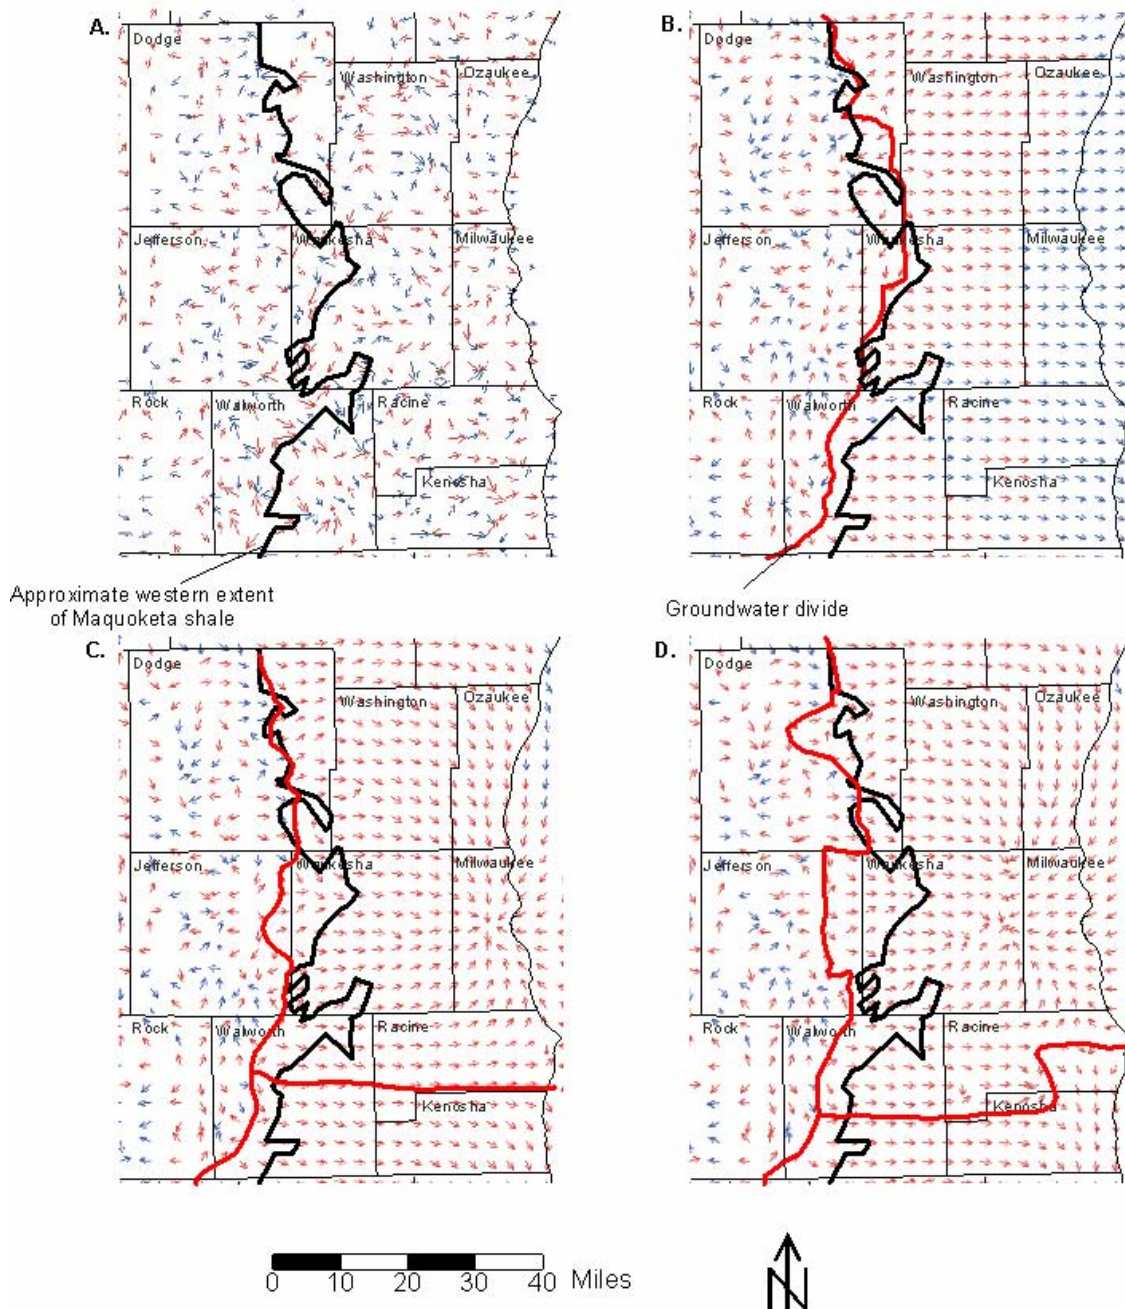 A.
Dodge
Washington
Ozaukee
Jefferson
Waukesha
Milwaukee
Rock
Walworth
Racine
Kenosha
Approximate western extent
of Maquoketa shale
B.
Dodge
Washington
Ozaukee
Jefferson
Waukesha
Milwaukee
Rock
Walworth
Racine
Kenosha
Groundwater divide
C.
Dodge
Washington
Ozaukee
Jefferson
Waukesha
Milwaukee
Rock
Walworth
Racine
Kenosha
D.
Dodge
Washington
Ozaukee
Jefferson
Waukesha
Milwaukee
Rock
Walworth
Racine
Kenosha
0 10 20 30 40 Miles
N